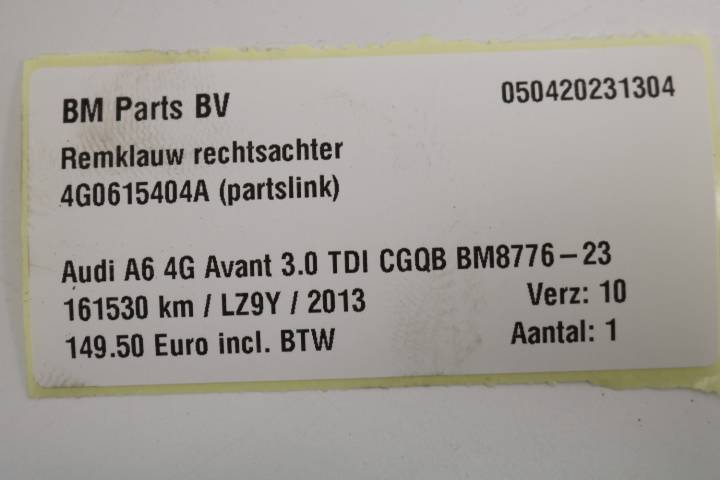 BM Parts BV 050420231304
Remklauw rechtsachter
4G0615404A (partslink)
Audi A6 4G Avant 3.0 TDI CGQB BM8776-23
161530 km / LZ9Y / 2013 Verz: 10
149.50 Euro incl. BTW Aantal: 1